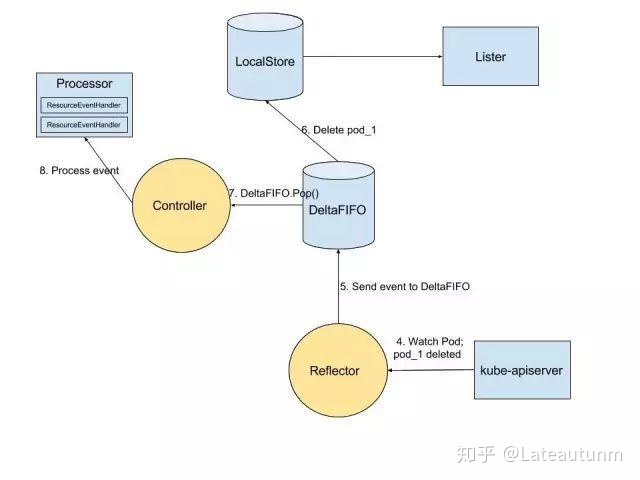 LocalStore
Lister
Processor
ResourceEventHandler
ResourceEventHandler
6. Delete pod_1
8. Process event
Controller
7. DeltaFIFO.Pop()
DeltaFIFO
5. Send event to DeltaFIFO
4. Watch Pod;
pod_1 deleted
Reflector
kube-apiserver
知乎 @Lateautunm